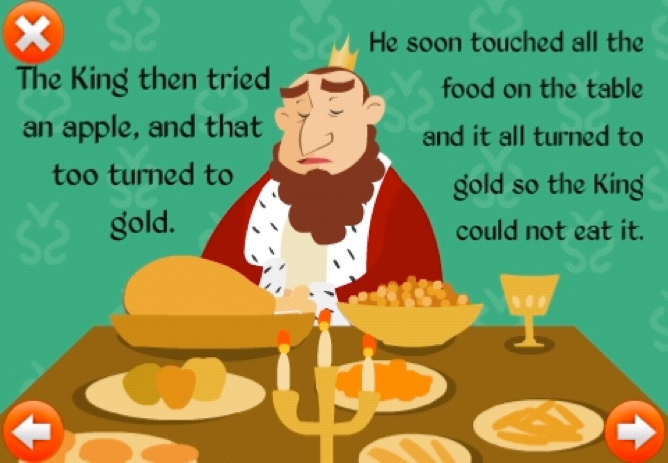 The King then tried
an apple, and that
too turned to
gold.
He soon touched all the
food on the table
and it all turned to
gold so the King
could not eat it.